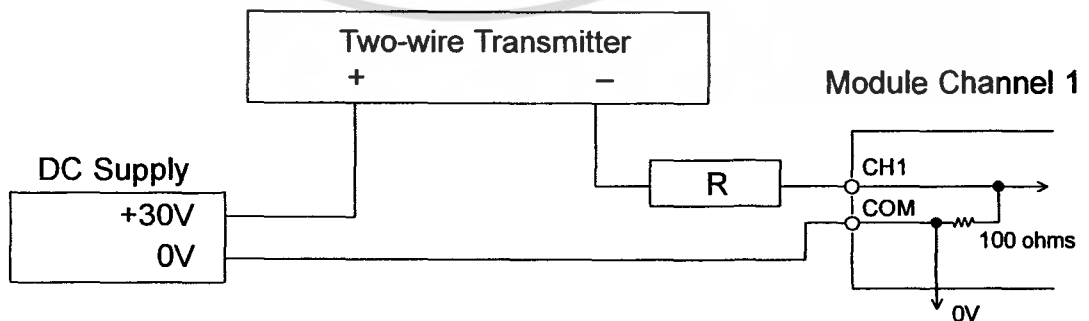 Two-wire Transmitter
+ –
Module Channel 1
DC Supply
+30V
0V
R
CH1
COM
100 ohms
0V